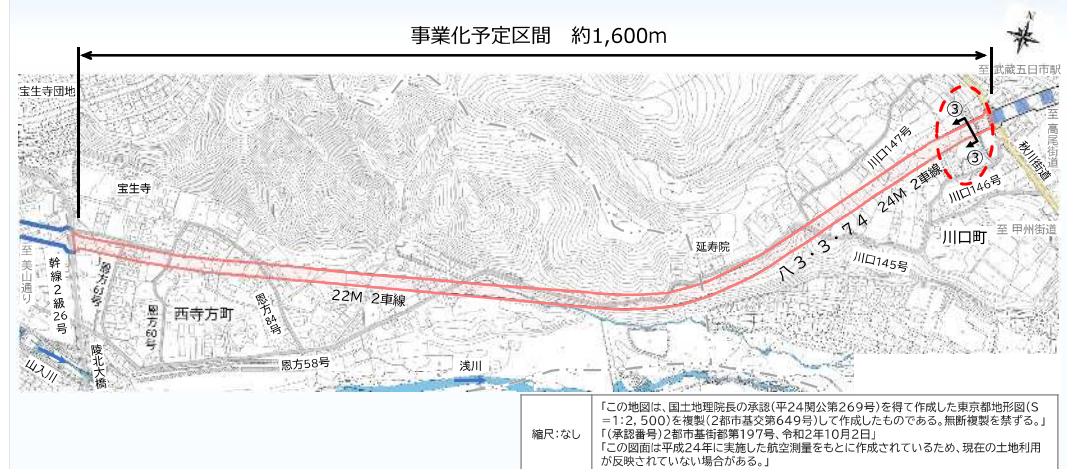 事業化予定区間　約1,600m
N
至 武蔵五日市駅
宝生寺団地
③
至 高尾街道
川口147号
秋川街道
③
宝生寺
川口146号
八３・３・７４　24M　2車線
至 甲州街道
川口町
延寿院
川口145号
至 美山通り
幹線２級26号
恩方61号
恩方60号
西寺方町
恩方84号
22M　2車線
恩方58号
陵北大橋
山入川
浅川
縮尺：なし
「この地図は、国土地理院長の承認（平24関公第269号）を得て作成した東京都地形図（S
＝1：2，500）を複製（2都市基交第649号）して作成したものである。無断複製を禁ずる。」
「（承認番号）2都市基街都第197号、令和2年10月2日」
「この図面は平成24年に実施した航空測量をもとに作成されているため、現在の土地利用
が反映されていない場合がある。」